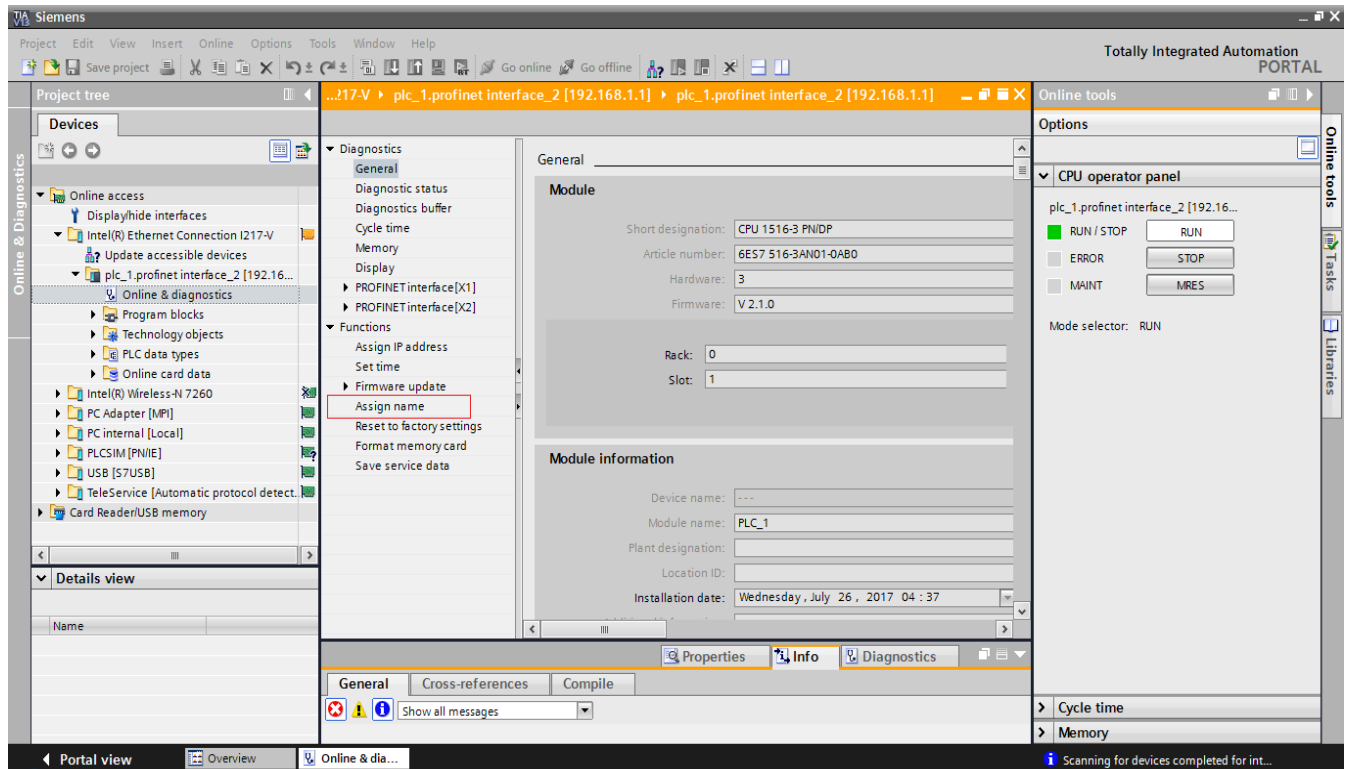 TIA V13 Siemens
Project Edit View Insert Online Options Tools Window Help
Totally Integrated Automation
PORTAL
Save project Go online Go offline
Project tree
Devices
Online & Diagnostics
Online access
Display/hide interfaces
Intel(R) Ethernet Connection I217-V
Update accessible devices
plc_1.profinet interface_2 [192.16...
Online & diagnostics
Program blocks
Technology objects
PLC data types
Online card data
Intel(R) Wireless-N 7260
PC Adapter [MPI]
PC internal [Local]
PLCSIM [PN/IE]
USB [S7USB]
TeleService [Automatic protocol detect.
Card Reader/USB memory
Details view
Name
...217-V plc_1.profinet interface_2 [192.168.1.1] plc_1.profinet interface_2 [192.168.1.1]
Diagnostics
General
Diagnostic status
Diagnostics buffer
Cycle time
Memory
Display
PROFINET interface[X1]
PROFINET interface[X2]
Functions
Assign IP address
Set time
Firmware update
Assign name
Reset to factory settings
Format memory card
Save service data
General
Module
Short designation: CPU 1516-3 PN/DP
Article number: 6ES7 516-3AN01-0AB0
Hardware: 3
Firmware: V 2.1.0
Rack: 0
Slot: 1
Module information
Device name: ---
Module name: PLC_1
Plant designation:
Location ID:
Installation date: Wednesday , July 26 , 2017 04 : 37
Properties Info Diagnostics
General Cross-references Compile
Show all messages
Online tools
Options
CPU operator panel
plc_1.profinet interface_2 [192.16...
RUN / STOP RUN
ERROR STOP
MAINT MRES
Mode selector: RUN
Cycle time
Memory
Online tools
Tasks
Libraries
Portal view Overview Online & dia... Scanning for devices completed for int...